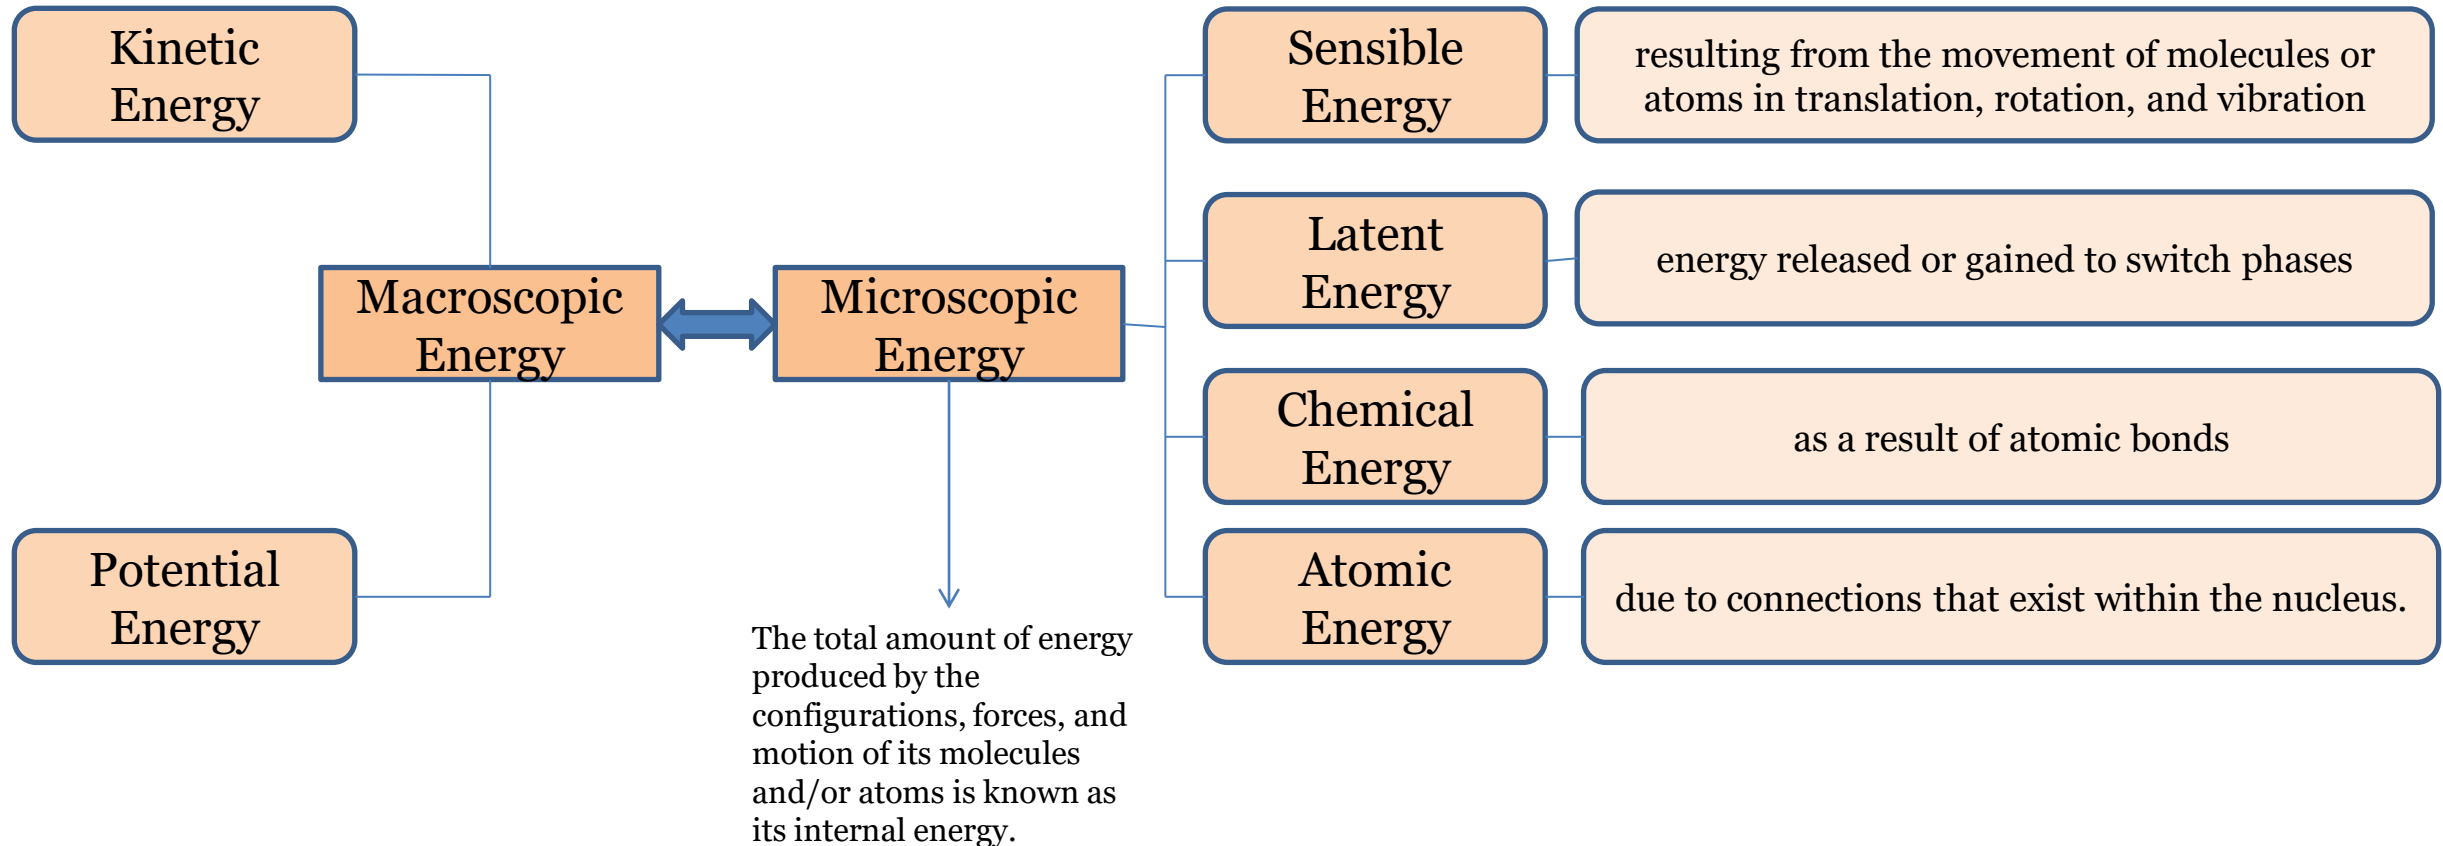 Kinetic
Energy
Macroscopic
Energy
Potential
Energy
Microscopic
Energy
The total amount of energy
produced by the
configurations, forces, and
motion of its molecules
and/or atoms is known as
its internal energy.
Sensible
Energy
resulting from the movement of molecules or
atoms in translation, rotation, and vibration
Latent
Energy
energy released or gained to switch phases
Chemical
Energy
as a result of atomic bonds
Atomic
Energy
due to connections that exist within the nucleus.